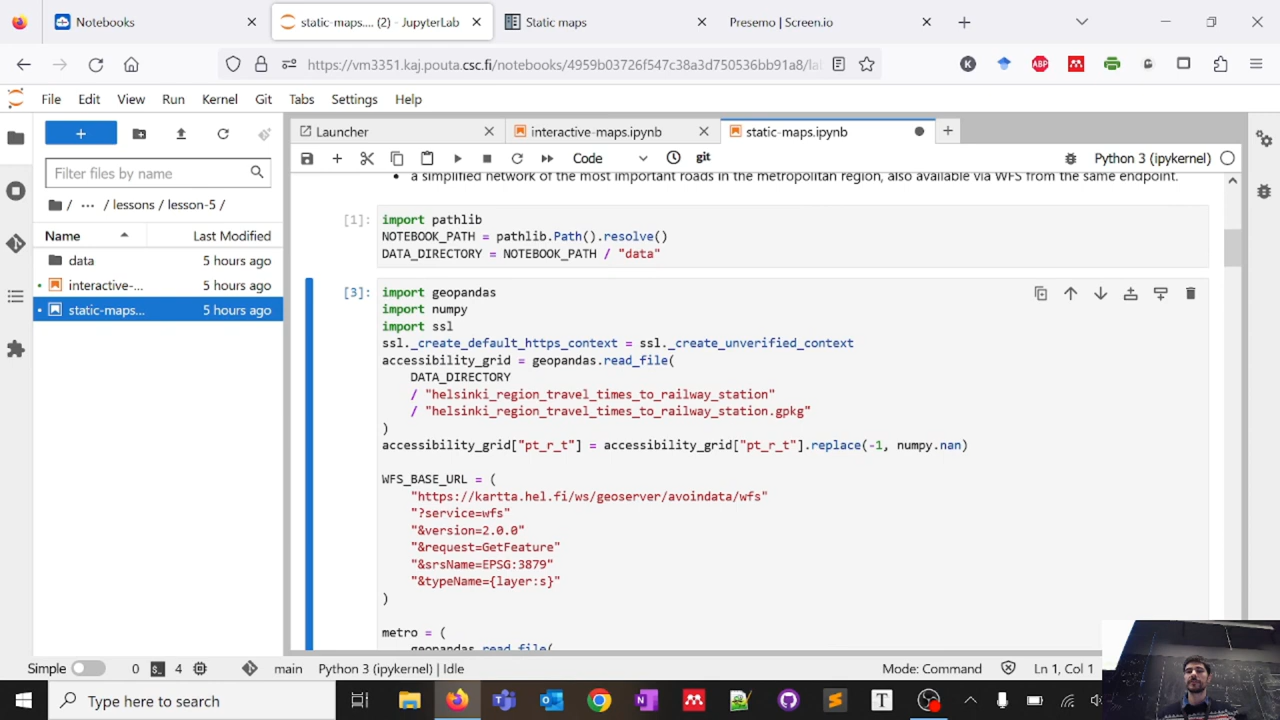 Notebooks
static-maps.... (2) - JupyterLab
Static maps
Presemo | Screen.io
https://vm3351.kaj.pouta.csc.fi/notebooks/4959b03726f547c38a3d750536bb91a8/la
K
ABP
File Edit View Run Kernel Git Tabs Settings Help
Launcher
interactive-maps.ipynb
static-maps.ipynb
Code
git
Python 3 (ipykernel)
Filter files by name
/ ... / lessons / lesson-5 /
Name Last Modified
data 5 hours ago
interactive-... 5 hours ago
static-maps... 5 hours ago
a simplified network of the most important roads in the metropolitan region, also available via WFS from the same endpoint.
[1]:
import pathlib
NOTEBOOK_PATH = pathlib.Path().resolve()
DATA_DIRECTORY = NOTEBOOK_PATH / "data"
[3]:
import geopandas
import numpy
import ssl
ssl._create_default_https_context = ssl._create_unverified_context
accessibility_grid = geopandas.read_file(
DATA_DIRECTORY
/ "helsinki_region_travel_times_to_railway_station"
/ "helsinki_region_travel_times_to_railway_station.gpkg"
)
accessibility_grid["pt_r_t"] = accessibility_grid["pt_r_t"].replace(-1, numpy.nan)
WFS_BASE_URL = (
"https://kartta.hel.fi/ws/geoserver/avoindata/wfs"
"?service=wfs"
"&version=2.0.0"
"&request=GetFeature"
"&srsName=EPSG:3879"
"&typeName={layer:s}"
)
metro = (
geopandas.read_file(
Simple 0 4 main Python 3 (ipykernel) | Idle Mode: Command Ln 1, Col 1
Type here to search